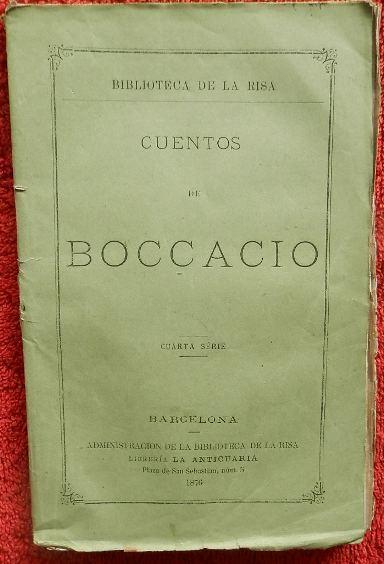 BIBLIOTECA DE LA RISA
CUENTOS
DE
BOCCACIO
CUARTA SÉRIE
BARCELONA
ADMINISTRACION DE LA BIBLIOTECA DE LA RISA
LIBRERÍA LA ANTICUARIA
Plaza de San Sebastian, núm. 5
1876